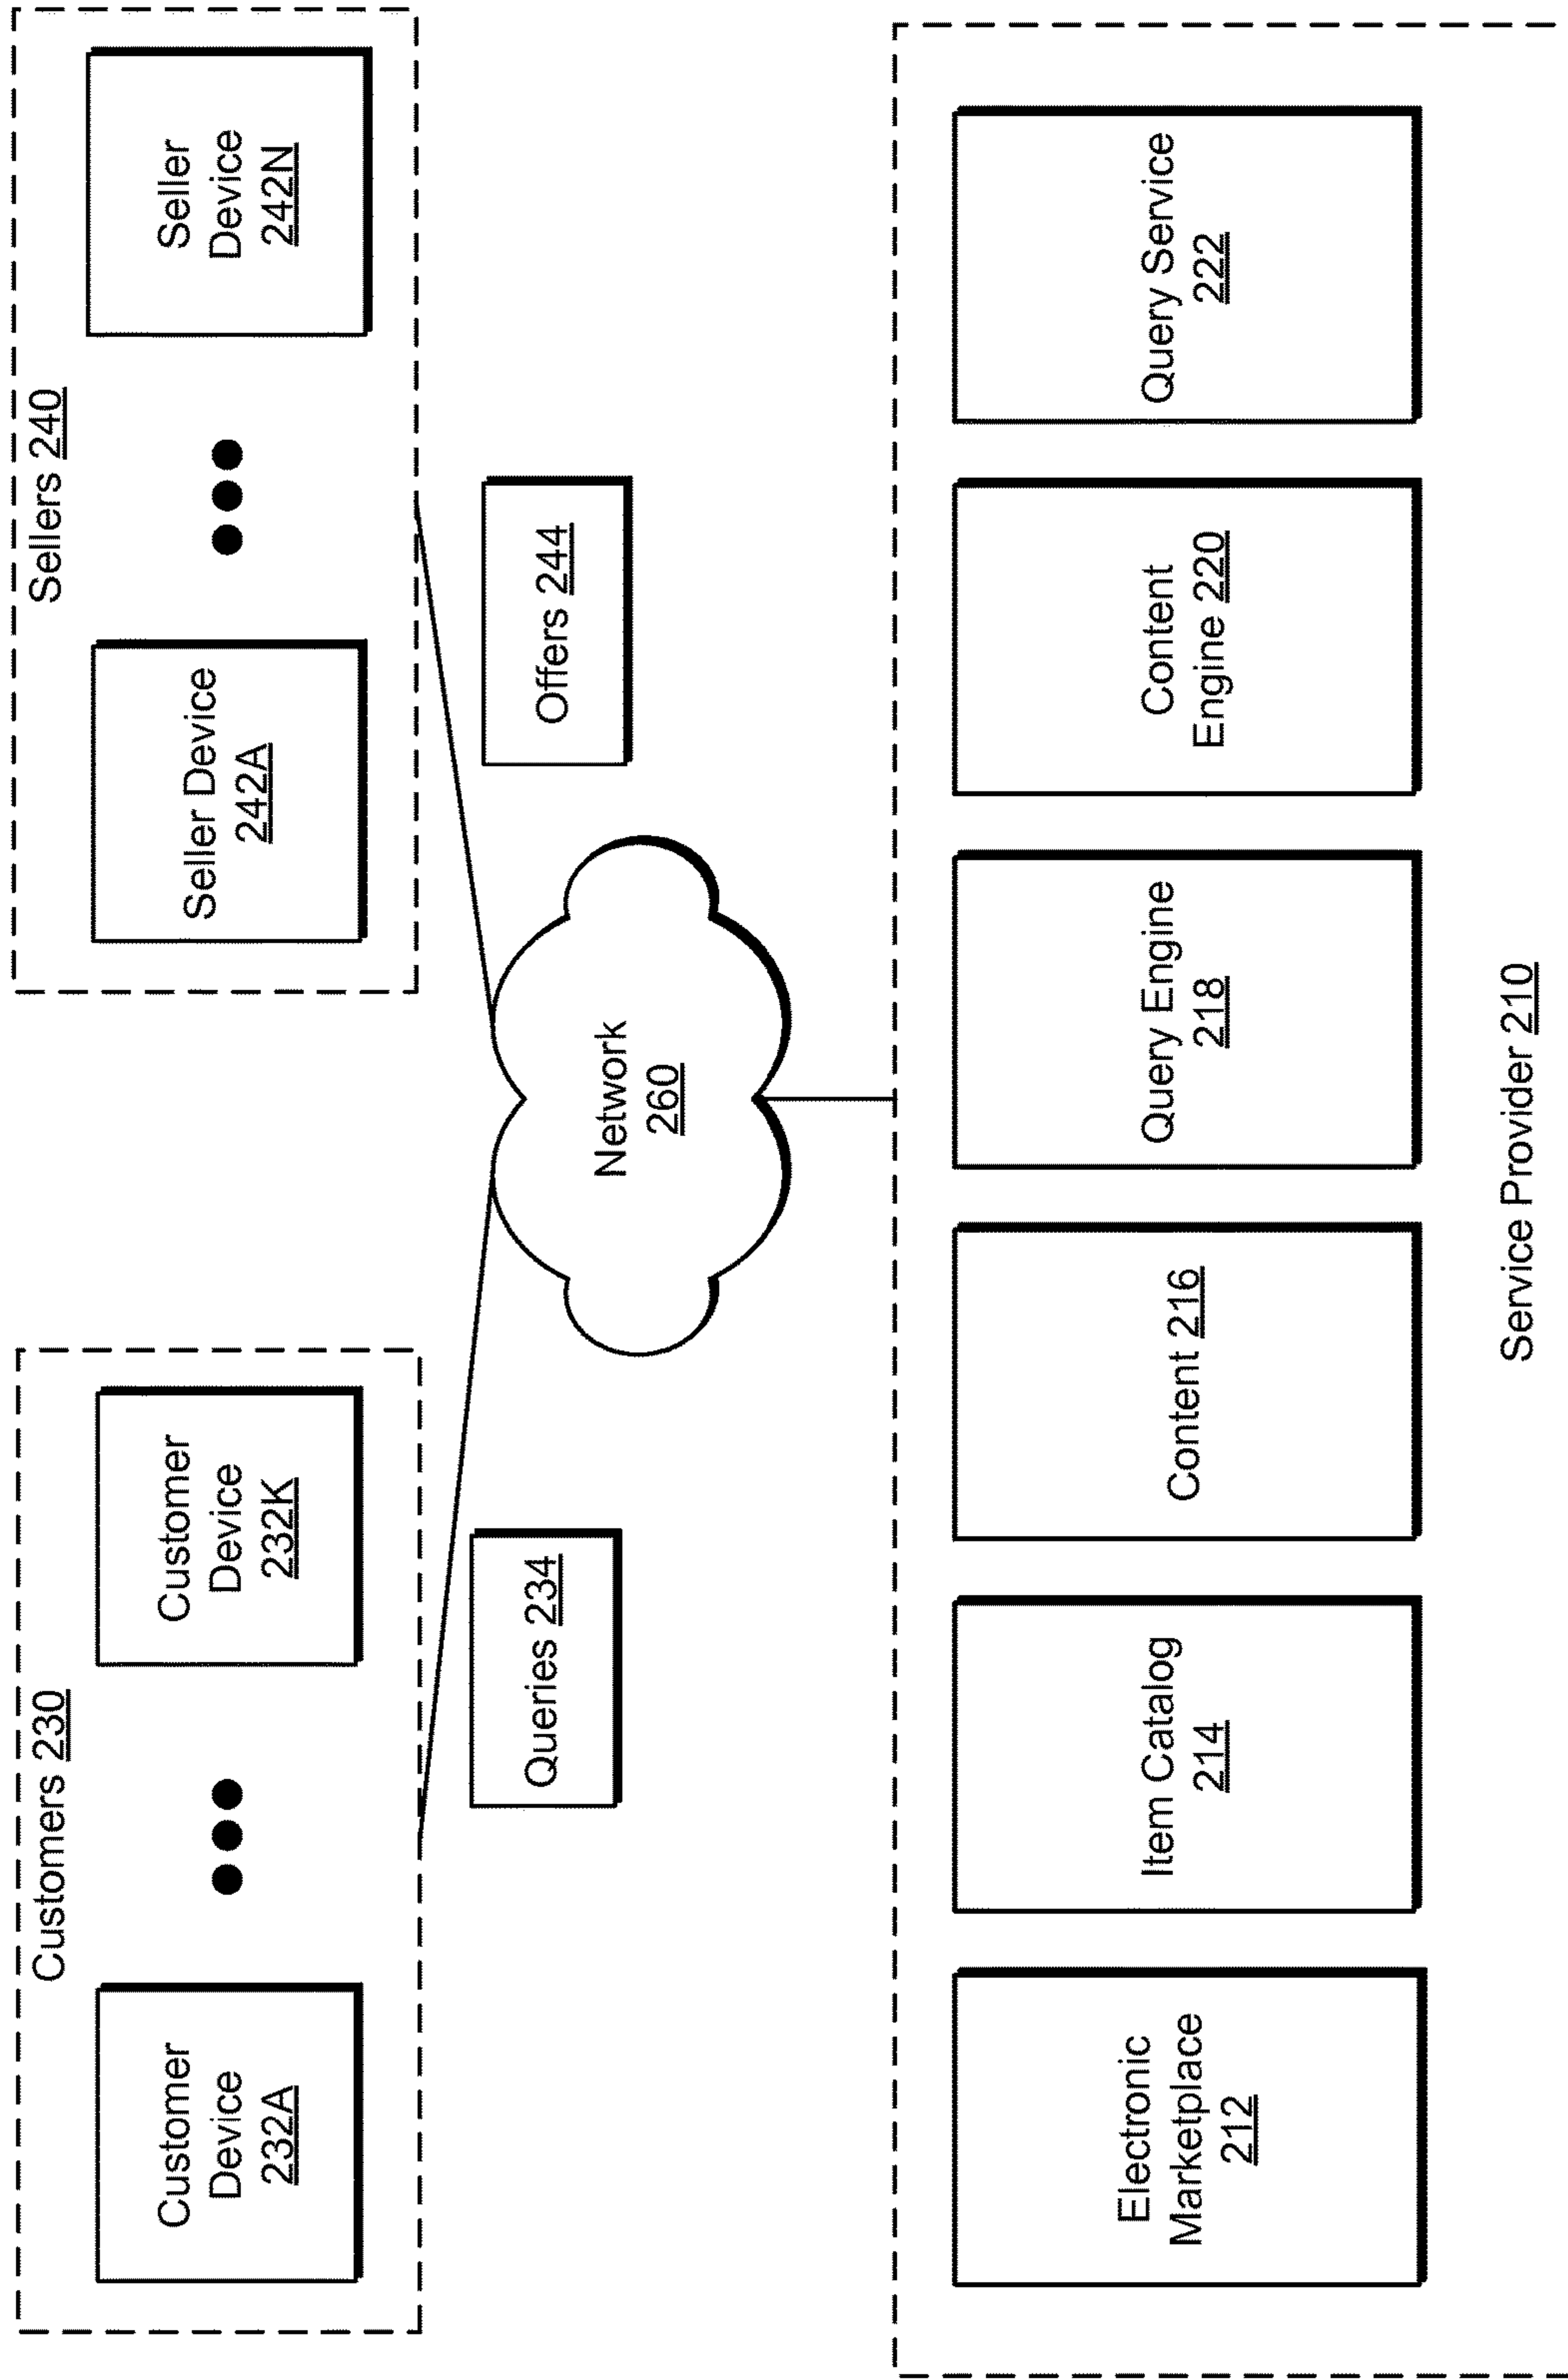 Customers 230
Customer
Device
232A
Customer
Device
232K
Sellers 240
Seller Device
242A
Seller
Device
242N
Queries 234
Network
260
Offers 244
Electronic
Marketplace
212
Item Catalog
214
Content 216
Query Engine
218
Content
Engine 220
Query Service
222
Service Provider 210